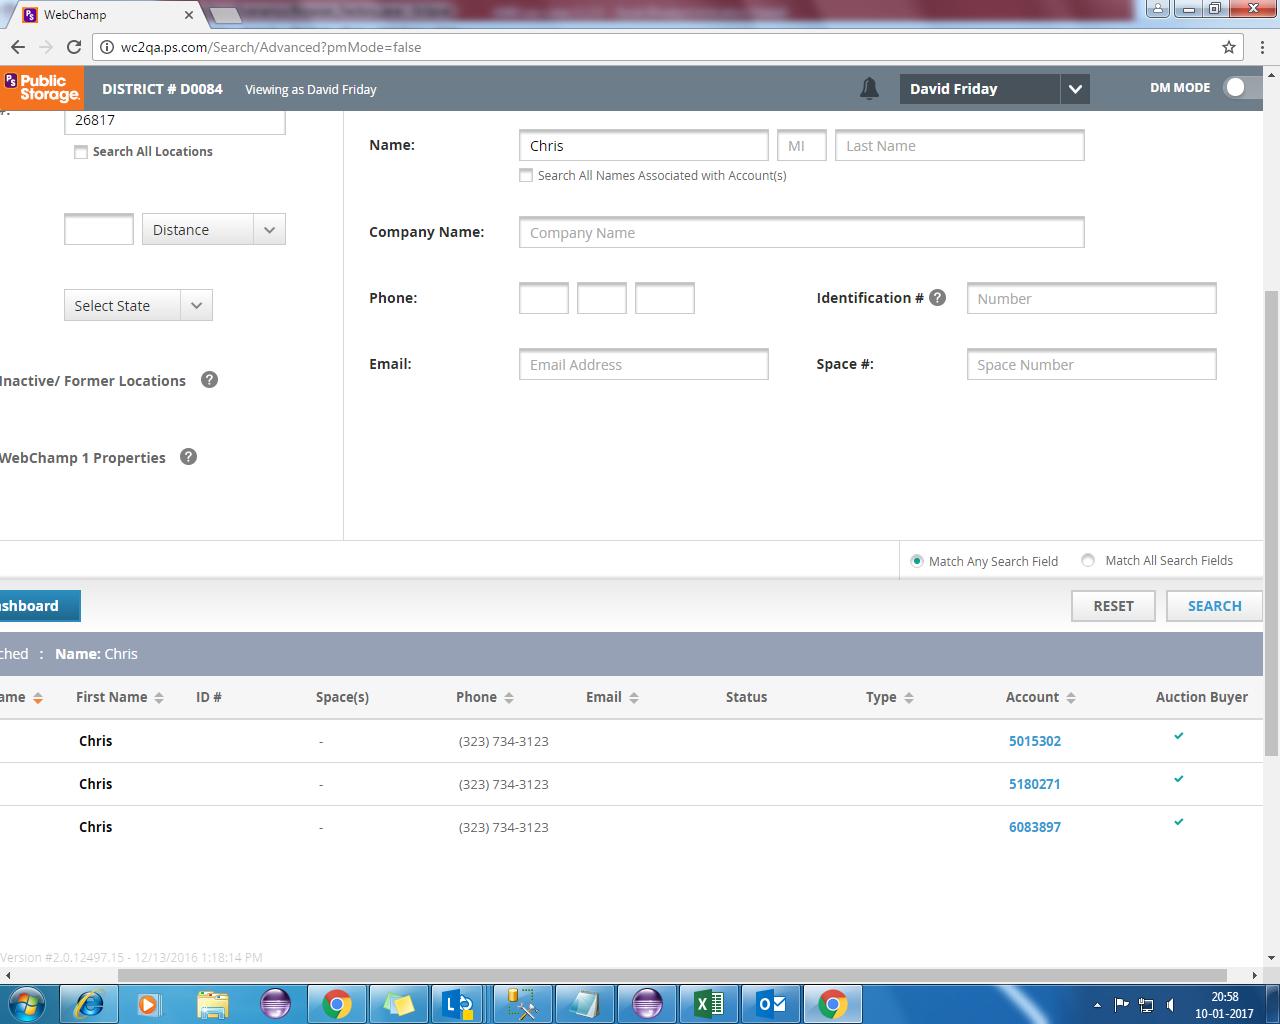 WebChamp
wc2qa.ps.com/Search/Advanced?pmMode=false
PS Public Storage.
DISTRICT # D0084
Viewing as David Friday
David Friday
DM MODE
26817
Search All Locations
Name:
Chris
MI
Last Name
Search All Names Associated with Account(s)
Distance
Company Name:
Company Name
Select State
Phone:
Identification # ?
Number
Email:
Email Address
Space #:
Space Number
Inactive/ Former Locations ?
WebChamp 1 Properties ?
Match Any Search Field
Match All Search Fields
RESET
SEARCH
: Name: Chris
First Name
ID #
Space(s)
Phone
Email
Status
Type
Account
Auction Buyer
Chris - (323) 734-3123 5015302
Chris - (323) 734-3123 5180271
Chris - (323) 734-3123 6083897
Version #2.0.12497.15 - 12/13/2016 1:18:14 PM
20:58
10-01-2017